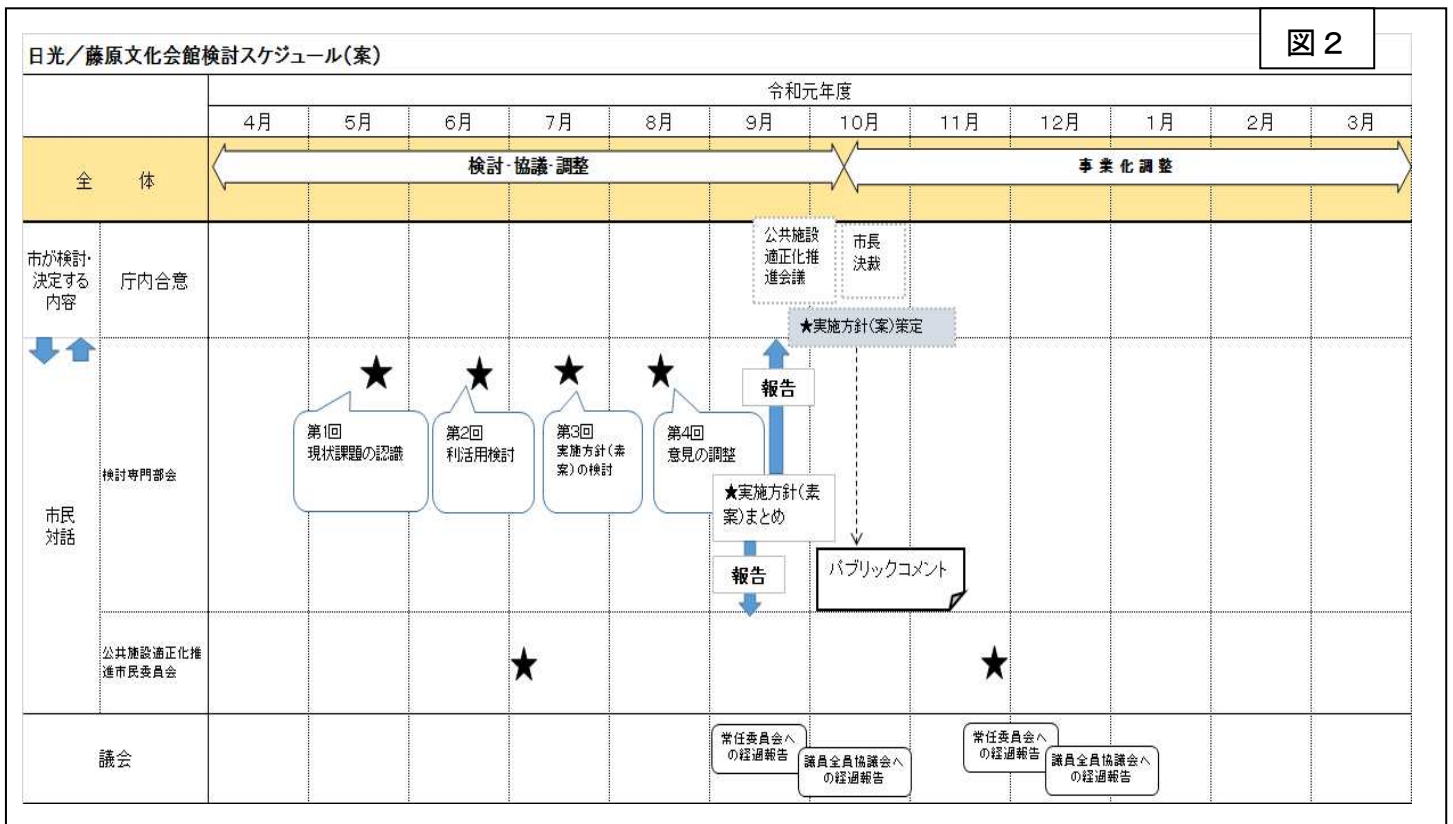 図2
日光／藤原文化会館検討スケジュール(案)
令和元年度
4月 5月 6月 7月 8月 9月 10月 11月 12月 1月 2月 3月
全 体
検討・協議・調整
事業化調整
市が検討・
決定する
内容
庁内合意
公共施設
適正化推
進会議
市長
決裁
★実施方針(案)策定
市民
対話
検討専門部会
★ ★ ★ ★
第1回
現状課題の認識
第2回
利活用検討
第3回
実施方針(素
案)の検討
第4回
意見の調整
報告
★実施方針(素
案)まとめ
報告
パブリックコメント
公共施設適正化推
進市民委員会
★ ★
議会
常任委員会へ
の経過報告
議員全員協議会へ
の経過報告
常任委員会へ
の経過報告
議員全員協議会へ
の経過報告